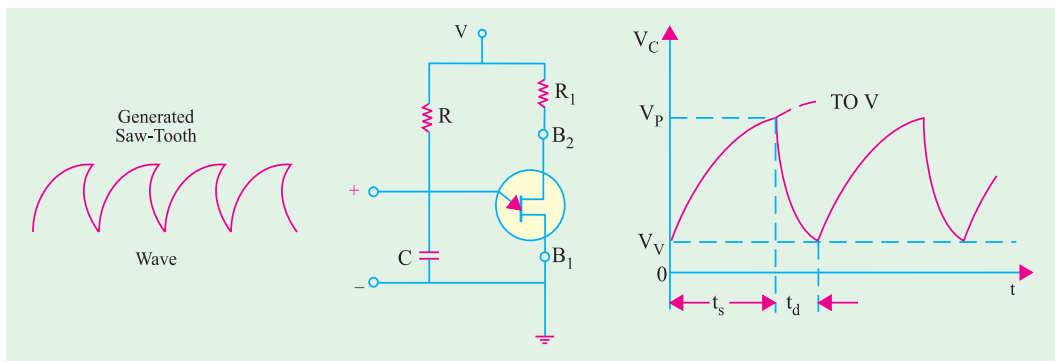 Generated
Saw-Tooth
Wave
V
R
R1
B2
+
C
B1
–
VC
VP
TO V
VV
0
t
ts
td